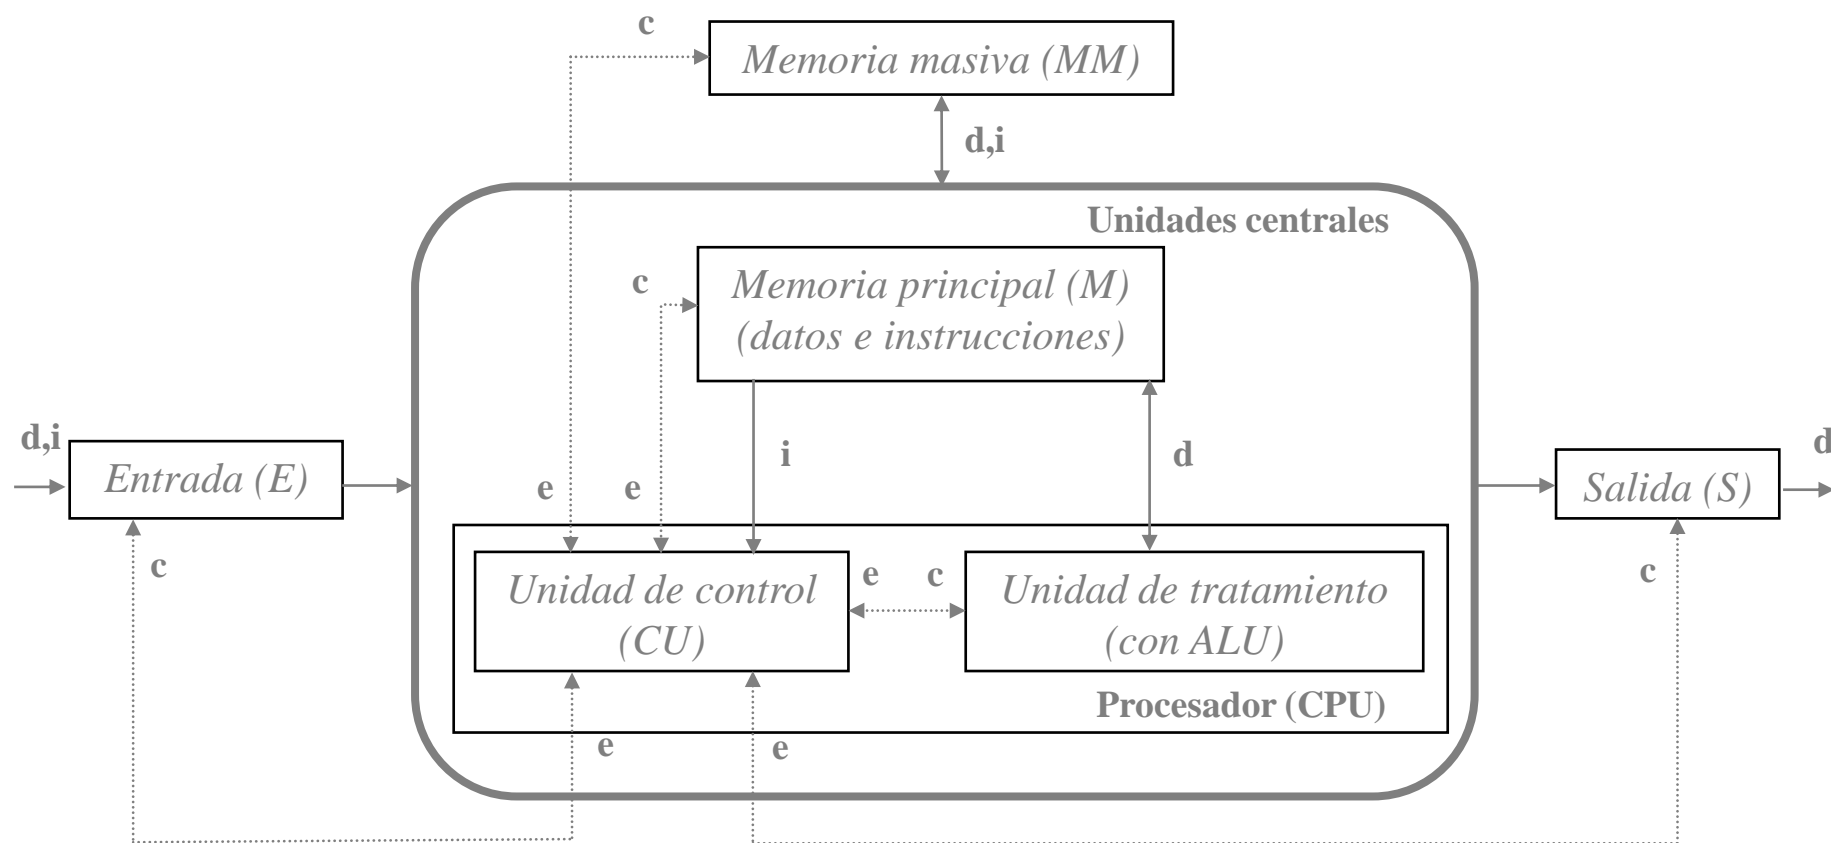 c
Memoria masiva (MM)
d,i
Unidades centrales
c
Memoria principal (M)
(datos e instrucciones)
d,i
Entrada (E)
e
e
i
d
Salida (S)
d
c
Unidad de control
(CU)
e
c
Unidad de tratamiento
(con ALU)
c
Procesador (CPU)
e
e